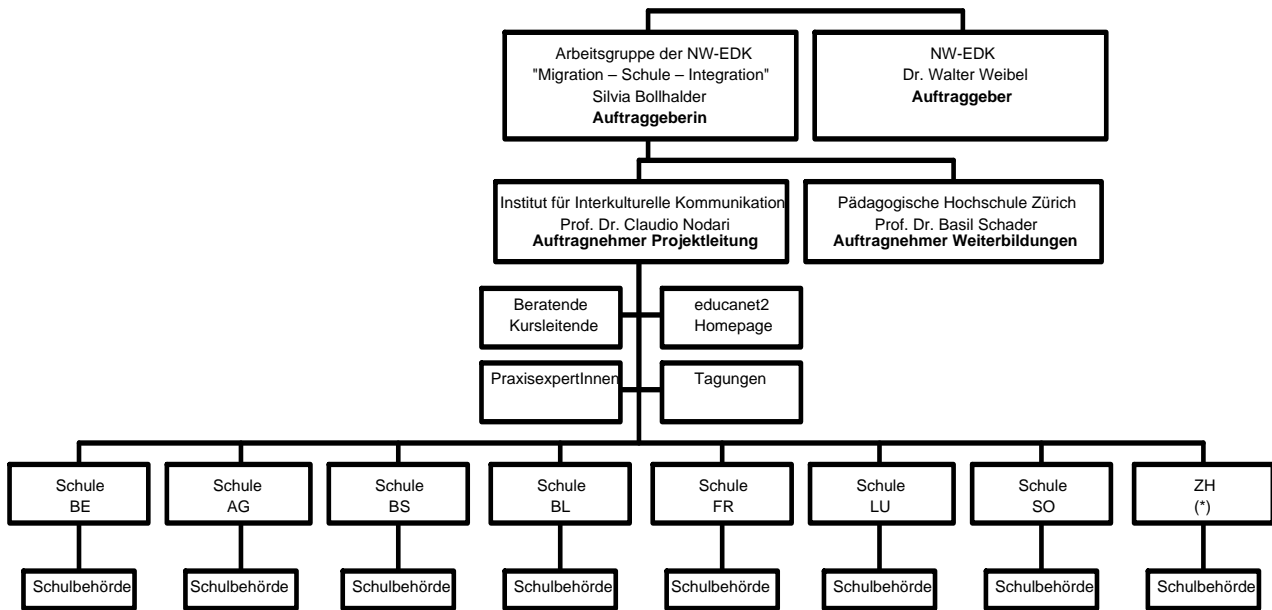 Arbeitsgruppe der NW-EDK
"Migration – Schule – Integration"
Silvia Bollhalder
Auftraggeberin
NW-EDK
Dr. Walter Weibel
Auftraggeber
Institut für Interkulturelle Kommunikation
Prof. Dr. Claudio Nodari
Auftragnehmer Projektleitung
Pädagogische Hochschule Zürich
Prof. Dr. Basil Schader
Auftragnehmer Weiterbildungen
Beratende
Kursleitende
educanet2
Homepage
PraxisexpertInnen
Tagungen
Schule
BE
Schule
AG
Schule
BS
Schule
BL
Schule
FR
Schule
LU
Schule
SO
ZH
(*)
Schulbehörde
Schulbehörde
Schulbehörde
Schulbehörde
Schulbehörde
Schulbehörde
Schulbehörde
Schulbehörde